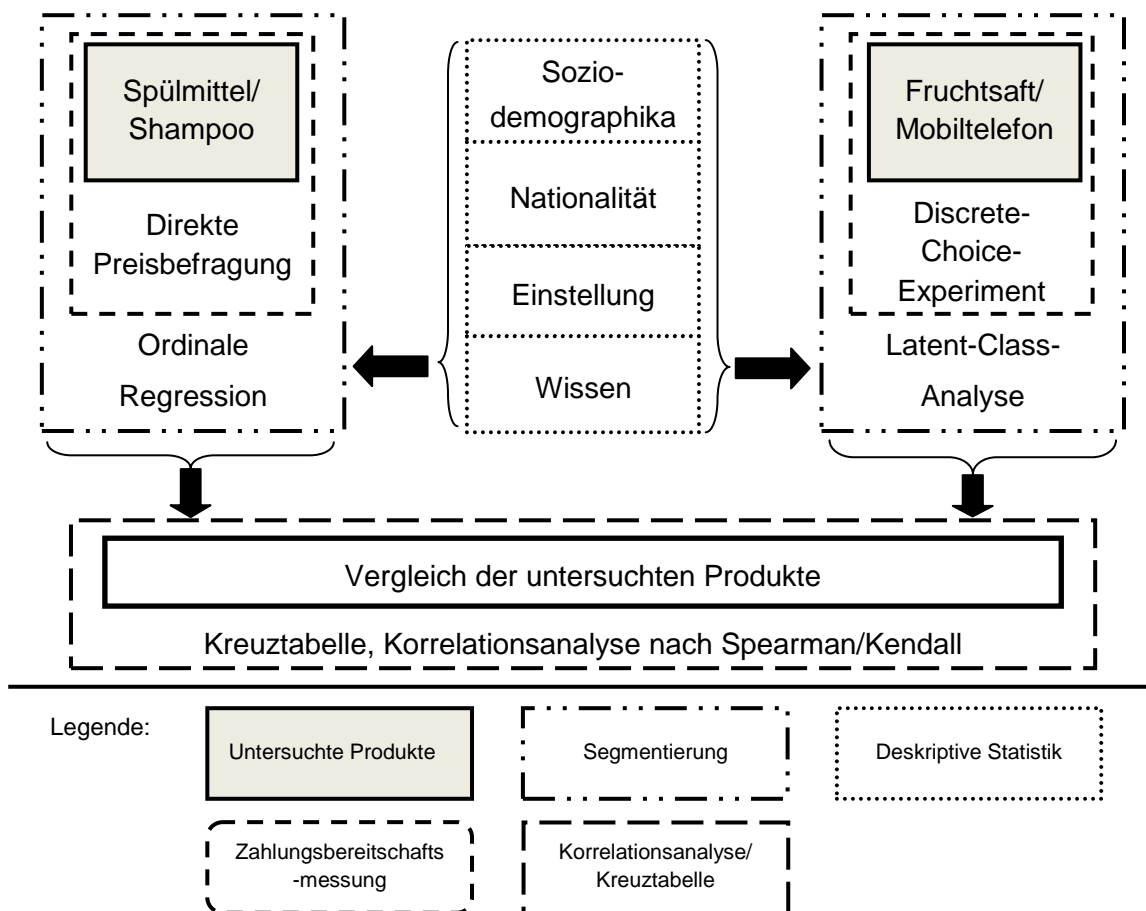 Spülmittel/
Shampoo
Direkte
Preisbefragung
Ordinale
Regression
Sozio-
demographika
Nationalität
Einstellung
Wissen
Fruchtsaft/
Mobiltelefon
Discrete-
Choice-
Experiment
Latent-Class-
Analyse
Vergleich der untersuchten Produkte
Kreuztabelle, Korrelationsanalyse nach Spearman/Kendall
Legende:
Untersuchte Produkte
Segmentierung
Deskriptive Statistik
Zahlungsbereitschafts
-messung
Korrelationsanalyse/
Kreuztabelle